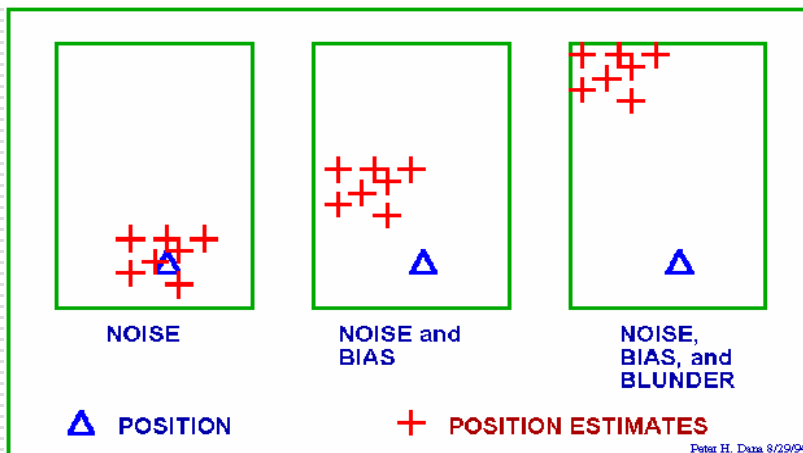 NOISE
NOISE and
BIAS
NOISE,
BIAS, and
BLUNDER
POSITION
POSITION ESTIMATES
Peter H. Dana